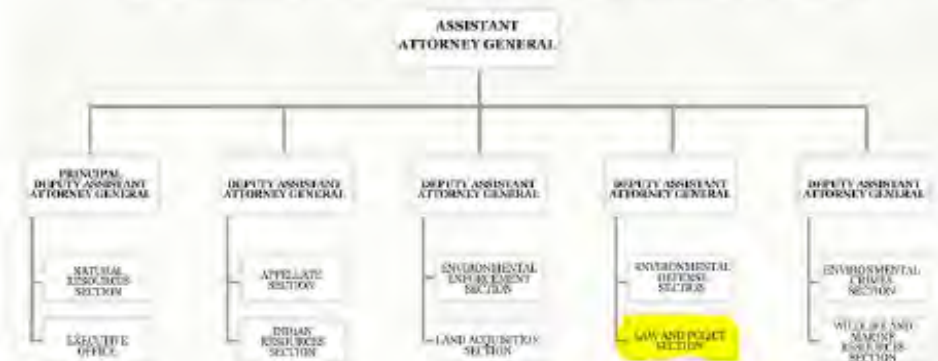 ASSISTANT
ATTORNEY GENERAL
PRINCIPAL
DEPUTY ASSISTANT
ATTORNEY GENERAL
DEPUTY ASSISTANT
ATTORNEY GENERAL
DEPUTY ASSISTANT
ATTORNEY GENERAL
DEPUTY ASSISTANT
ATTORNEY GENERAL
DEPUTY ASSISTANT
ATTORNEY GENERAL
NATURAL
RESOURCES
SECTION
APPELLATE
SECTION
ENVIRONMENTAL
ENFORCEMENT
SECTION
ENVIRONMENTAL
DEFENSE
SECTION
ENVIRONMENTAL
CRIMES
SECTION
EXECUTIVE
OFFICE
INDIAN
RESOURCES
SECTION
LAND ACQUISITION
SECTION
LAW AND POLICY
SECTION
WILDLIFE AND
MARINE
RESOURCES
SECTION